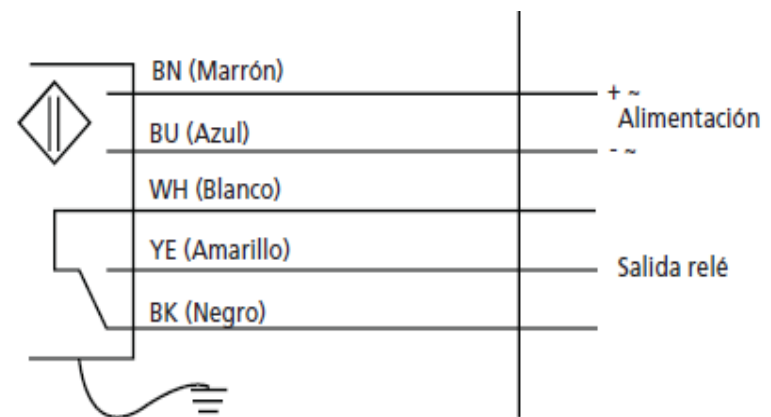 BN (Marrón)
+ ~
Alimentación
BU (Azul)
- ~
WH (Blanco)
YE (Amarillo)
Salida relé
BK (Negro)